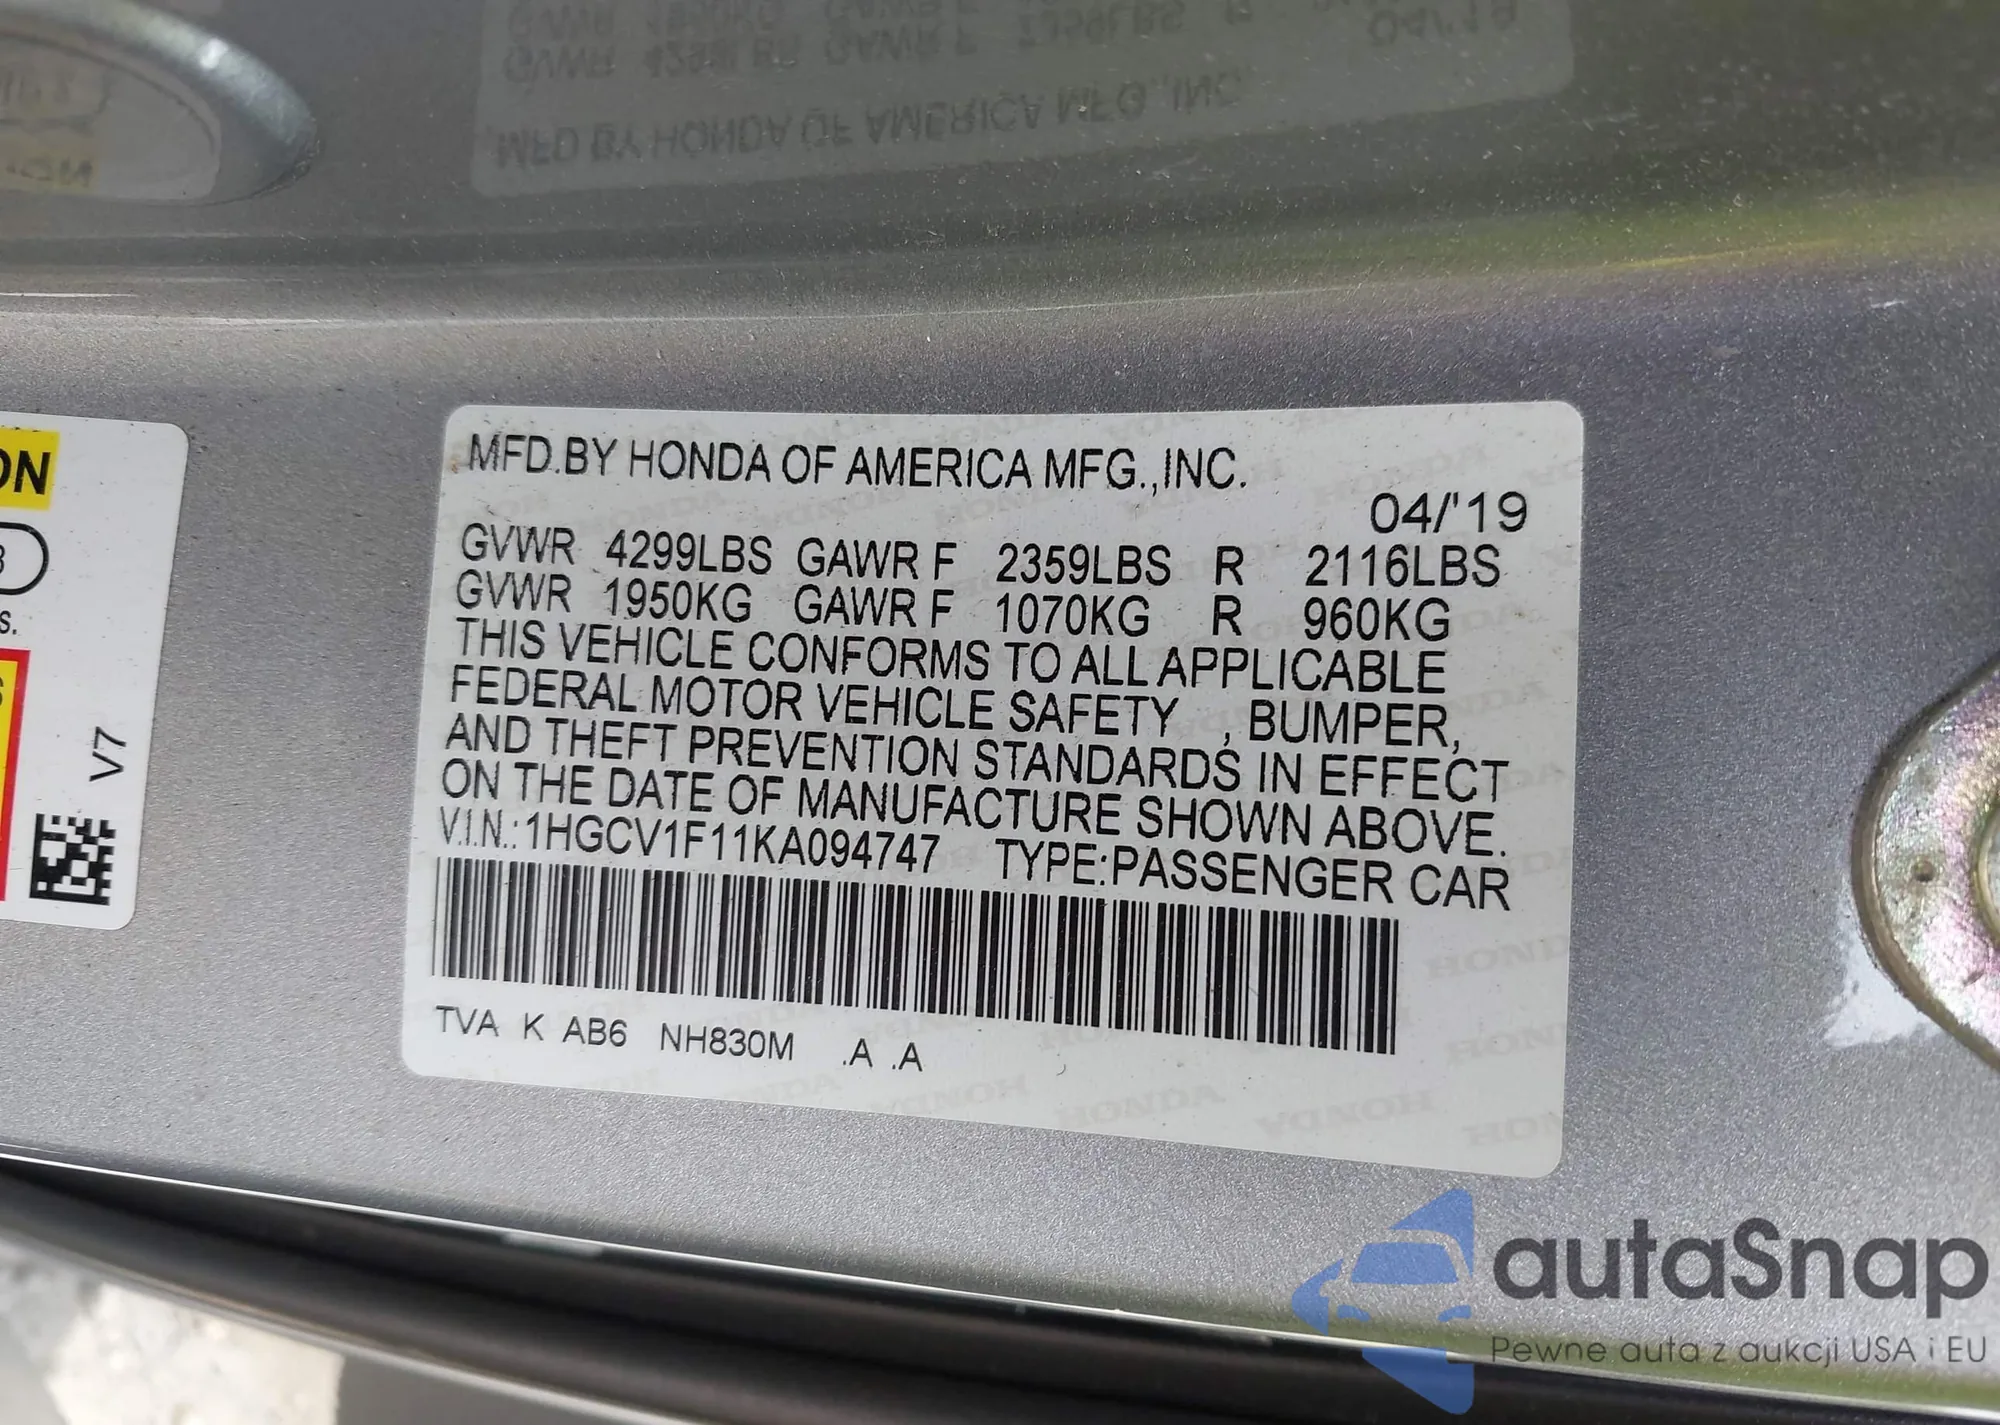 MFD.BY HONDA OF AMERICA MFG.,INC.
04/'19
GVWR 4299LBS GAWR F 2359LBS R 2116LBS
GVWR 1950KG GAWR F 1070KG R 960KG
THIS VEHICLE CONFORMS TO ALL APPLICABLE
FEDERAL MOTOR VEHICLE SAFETY , BUMPER,
AND THEFT PREVENTION STANDARDS IN EFFECT
ON THE DATE OF MANUFACTURE SHOWN ABOVE.
V.I.N.:1HGCV1F11KA094747 TYPE:PASSENGER CAR
TVA K AB6 NH830M .A .A
V7
autoSnap
Pewne auta z aukcji USA i EU